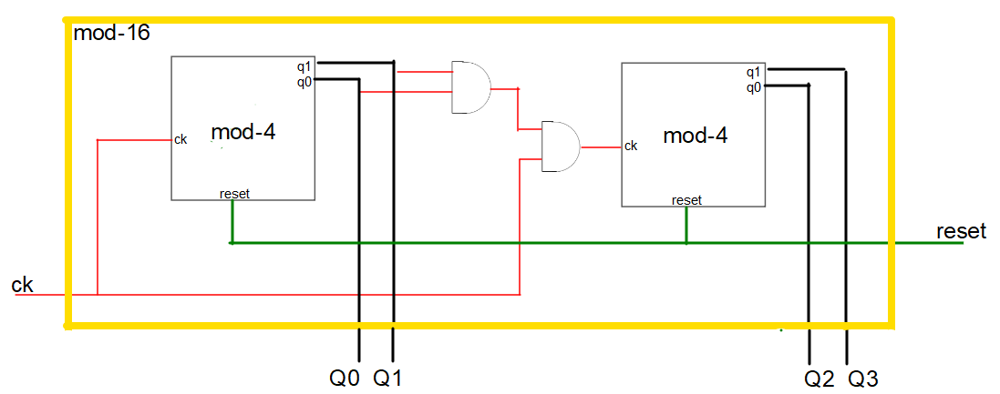 mod-16
q1
q0
mod-4
ck
reset
q1
q0
mod-4
ck
reset
reset
ck
Q0 Q1
Q2 Q3